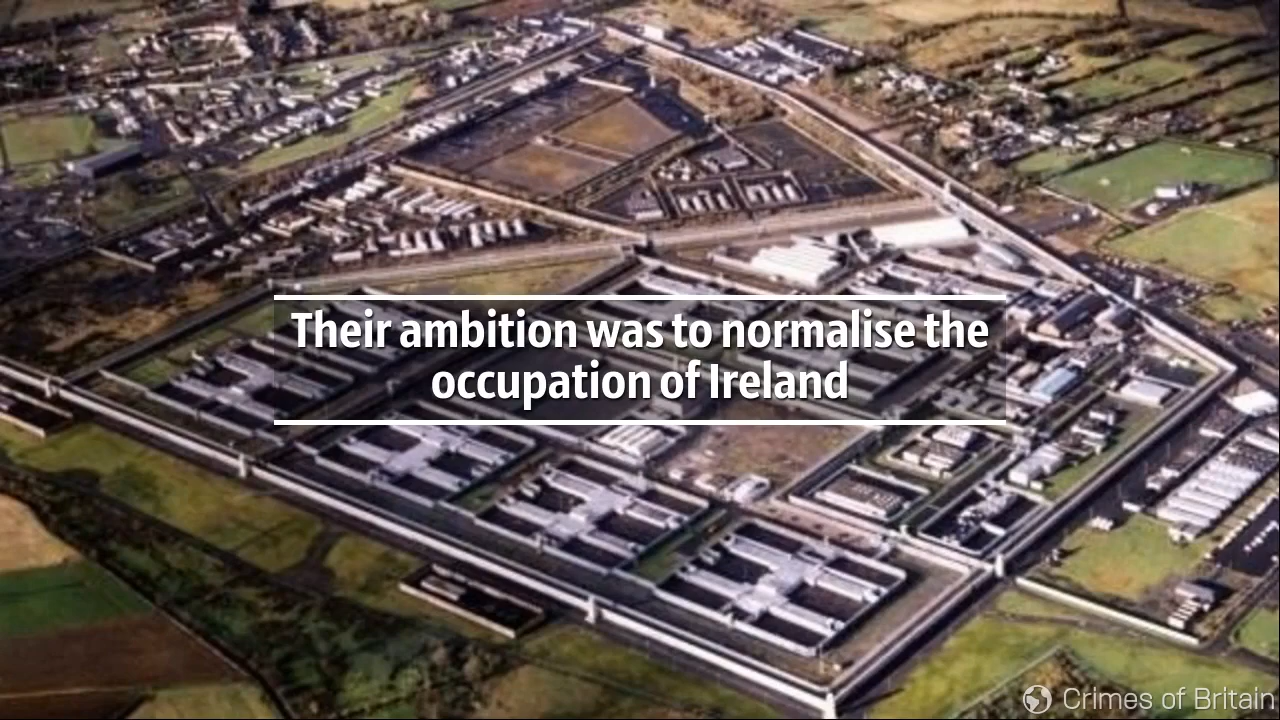 Their ambition was to normalise the
occupation of Ireland
Crimes of Britain